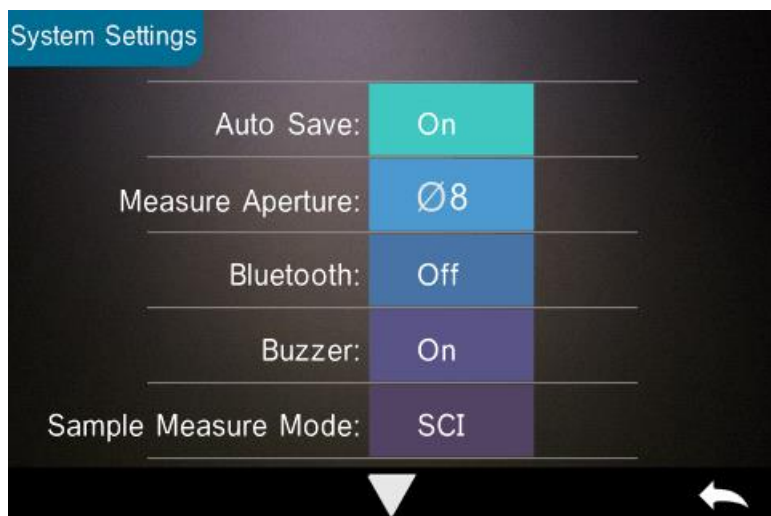 System Settings
Auto Save: On
Measure Aperture: Ø8
Bluetooth: Off
Buzzer: On
Sample Measure Mode: SCI